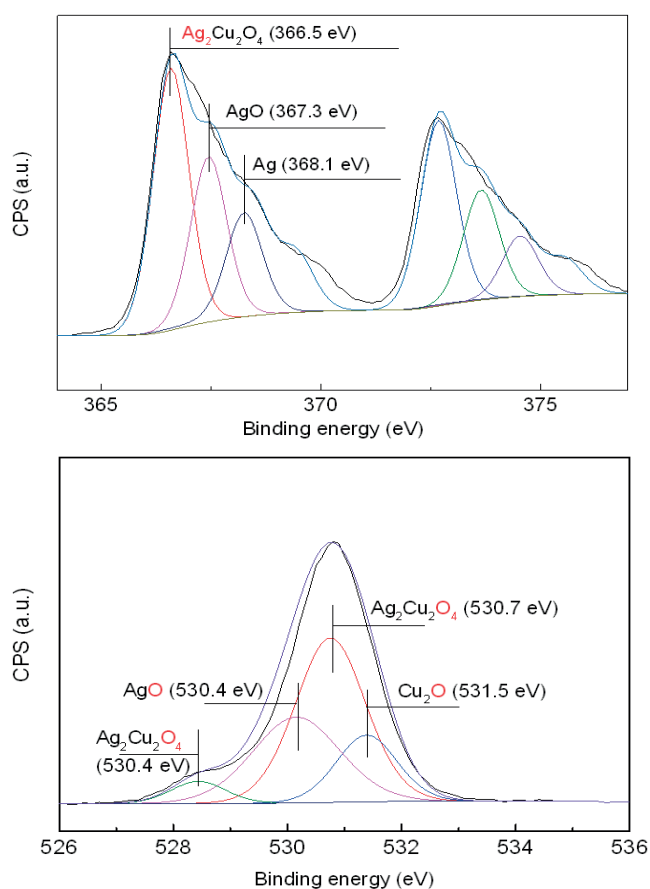 Ag₂Cu₂O₄ (366.5 eV)
AgO (367.3 eV)
Ag (368.1 eV)
CPS (a.u.)
365 370 375
Binding energy (eV)
Ag₂Cu₂O₄ (530.7 eV)
AgO (530.4 eV)
Cu₂O (531.5 eV)
Ag₂Cu₂O₄
(530.4 eV)
CPS (a.u.)
526 528 530 532 534 536
Binding energy (eV)